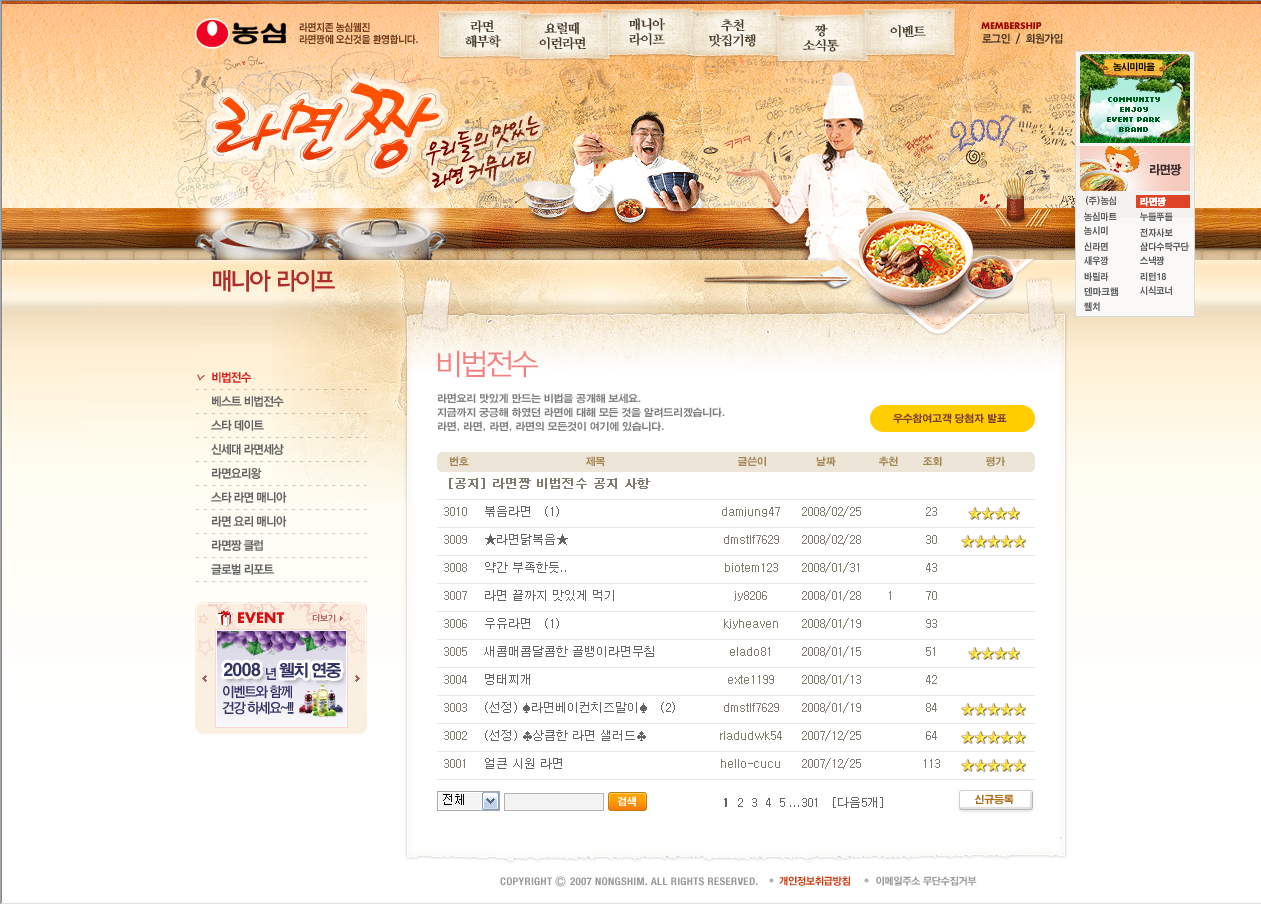 농심
라면지존 농심웹진
라면짱에 오신것을 환영합니다.
라면
해부학
요럴때
이런라면
매니아
라이프
추천
맛집기행
짱
소식통
이벤트
MEMBERSHIP
로그인 / 회원가입
라면짱
우리들의 맛있는
라면 커뮤니티
2007
ㅋㅋㅋ
농시미마을
COMMUNITY
ENJOY
EVENT PARK
BRAND
라면짱
(주)농심
라면짱
농심마트
누들푸들
농시미
전자사보
신라면
삼다수탁구단
새우깡
스낵짱
바릴라
리턴18
덴마크햄
시식코너
웰치
매니아 라이프
비법전수
베스트 비법전수
스타 데이트
신세대 라면세상
라면요리왕
스타 라면 매니아
라면 요리 매니아
라면짱 클럽
글로벌 리포트
EVENT 더보기
2008 년 웰치 연중
이벤트와 함께
건강 하세요~!!
비법전수
라면요리 맛있게 만드는 비법을 공개해 보세요.
지금까지 궁긍해 하였던 라면에 대해 모든 것을 알려드리겠습니다.
라면, 라면, 라면, 라면의 모든것이 여기에 있습니다.
우수참여고객 당첨자 발표
번호 제목 글쓴이 날짜 추천 조회 평가
[공지] 라면짱 비법전수 공지 사항
3010 볶음라면 (1) damjung47 2008/02/25 23 ★★★★
3009 ★라면닭볶음★ dmstlf7629 2008/02/28 30 ★★★★★
3008 약간 부족한듯.. biotem123 2008/01/31 43
3007 라면 끝까지 맛있게 먹기 jy8206 2008/01/28 1 70
3006 우유라면 (1) kjyheaven 2008/01/19 93
3005 새콤매콤달콤한 골뱅이라면무침 elado81 2008/01/15 51 ★★★★
3004 명태찌개 exte1199 2008/01/13 42
3003 (선정) ♠라면베이컨치즈말이♠ (2) dmstlf7629 2008/01/19 84 ★★★★★
3002 (선정) ♣상큼한 라면 샐러드♣ rladudwk54 2007/12/25 64 ★★★★★
3001 얼큰 시원 라면 hello-cucu 2007/12/25 113 ★★★★★
전체 검색 1 2 3 4 5 ...301 [다음5개] 신규등록
COPYRIGHT © 2007 NONGSHIM. ALL RIGHTS RESERVED. • 개인정보취급방침 • 이메일주소 무단수집거부